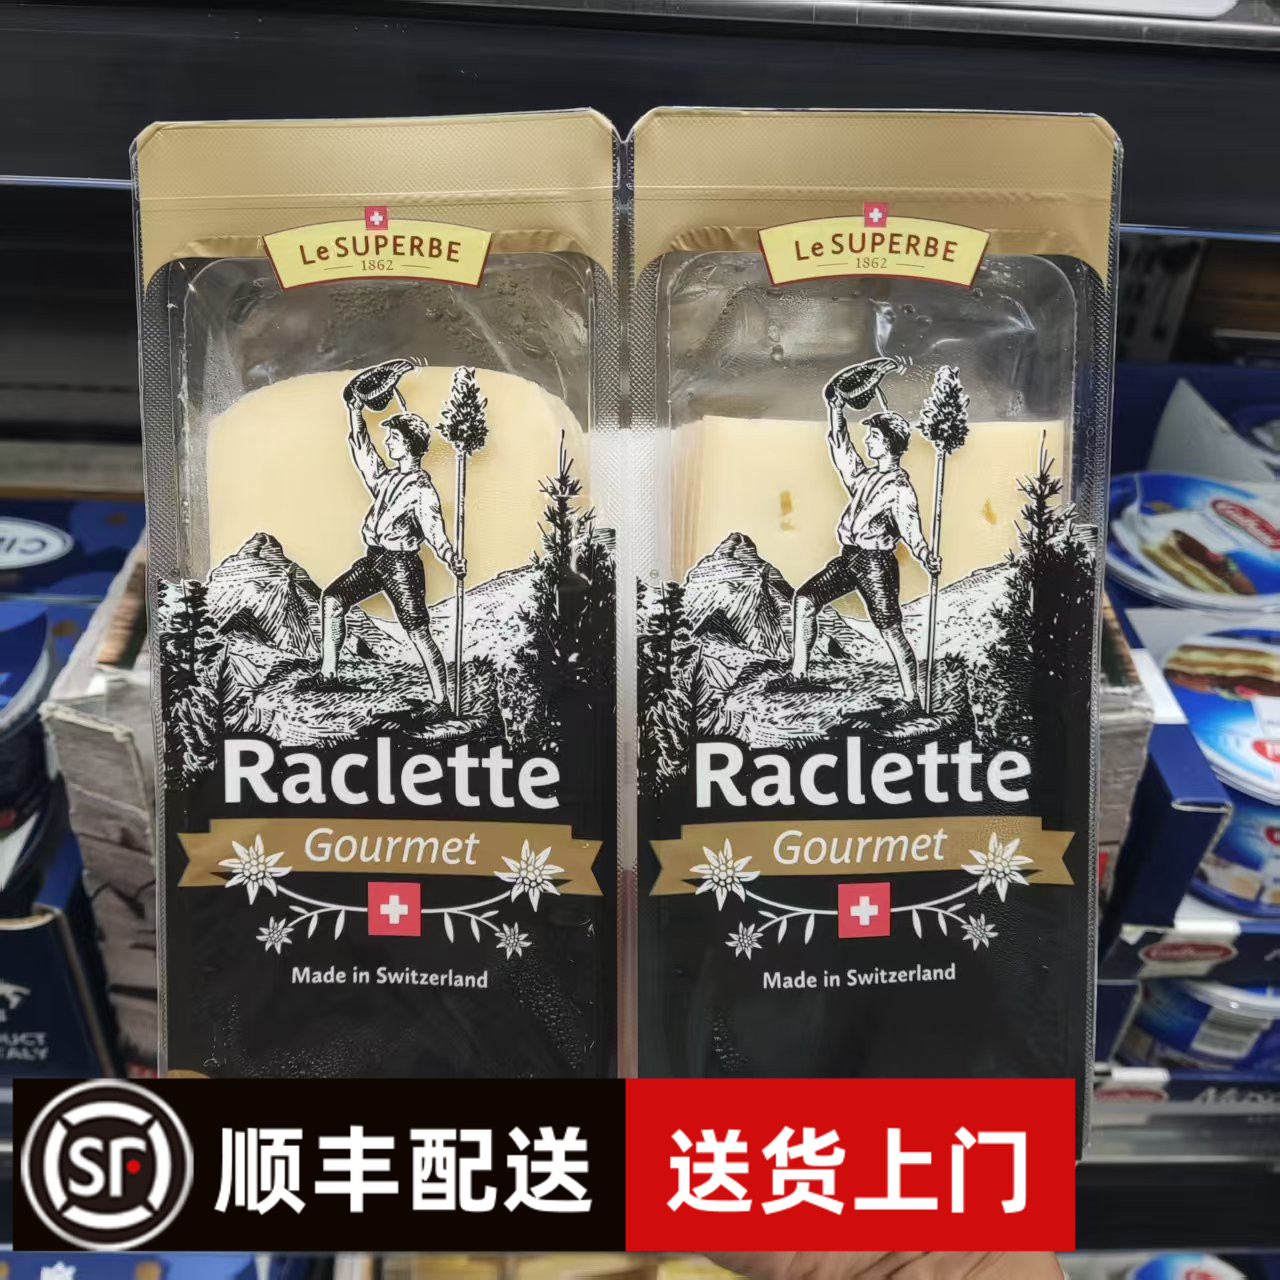 Le SUPERBE
1862
Raclette
Gourmet
Made in Switzerland
Le SUPERBE
1862
Raclette
Gourmet
Made in Switzerland
SF
顺丰配送
送货上门